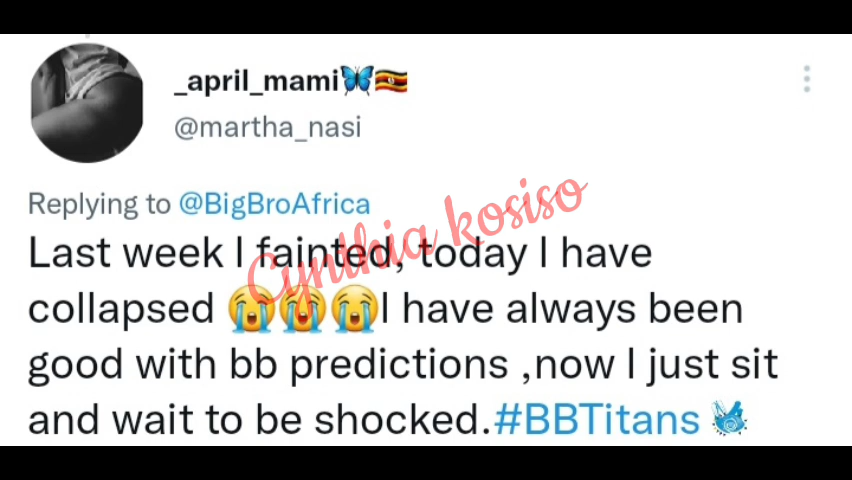 _april_mami🦋🇺🇬
@martha_nasi
Replying to @BigBroAfrica
Last week I fainted, today I have
collapsed 😭😭😭I have always been
good with bb predictions ,now I just sit
and wait to be shocked.#BBTitans
Cynthia kosiso